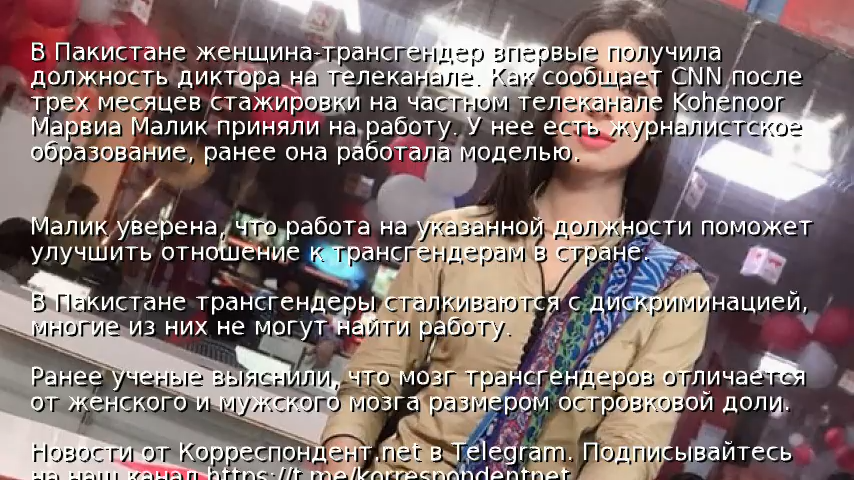 В Пакистане женщина-трансгендер впервые получила
должность диктора на телеканале. Как сообщает CNN после
трех месяцев стажировки на частном телеканале Kohenoor
Марвиа Малик приняли на работу. У нее есть журналистское
образование, ранее она работала моделью.
Малик уверена, что работа на указанной должности поможет
улучшить отношение к трансгендерам в стране.
В Пакистане трансгендеры сталкиваются с дискриминацией,
многие из них не могут найти работу.
Ранее ученые выяснили, что мозг трансгендеров отличается
от женского и мужского мозга размером островковой доли.
Новости от Корреспондент.net в Telegram. Подписывайтесь
на наш канал https://t.me/korrespondentnet